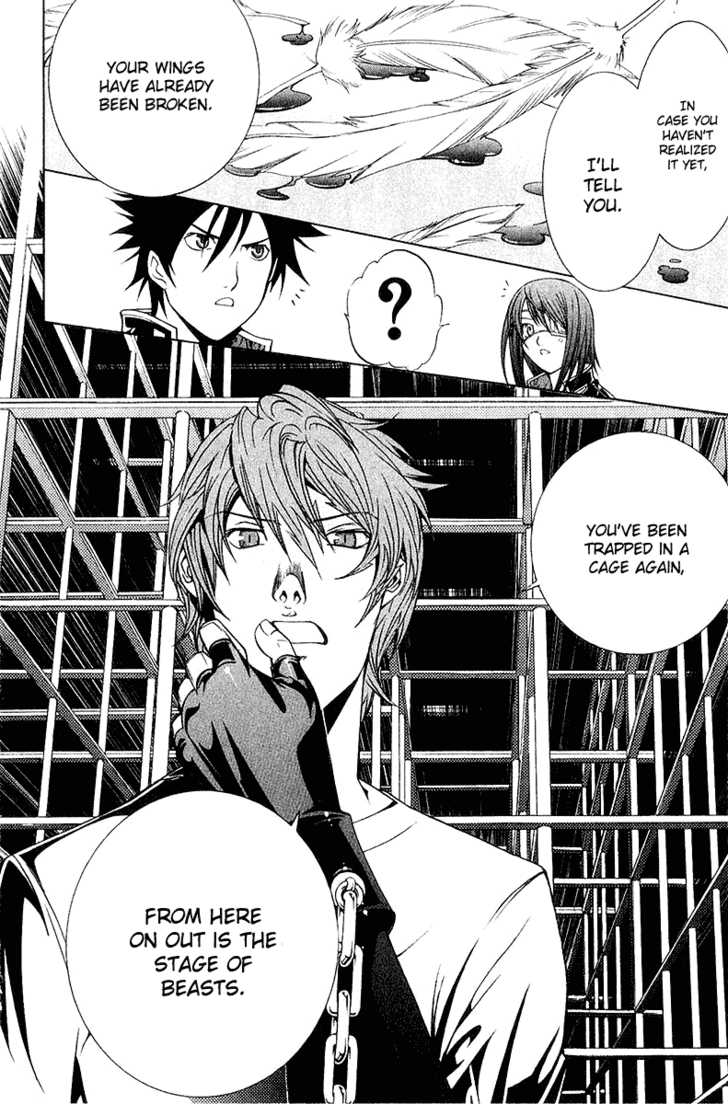 IN
CASE YOU
HAVEN'T
REALIZED
IT YET,
I'LL
TELL
YOU.
YOUR WINGS
HAVE ALREADY
BEEN BROKEN.
?
YOU'VE BEEN
TRAPPED IN A
CAGE AGAIN,
FROM HERE
ON OUT IS THE
STAGE OF
BEASTS.